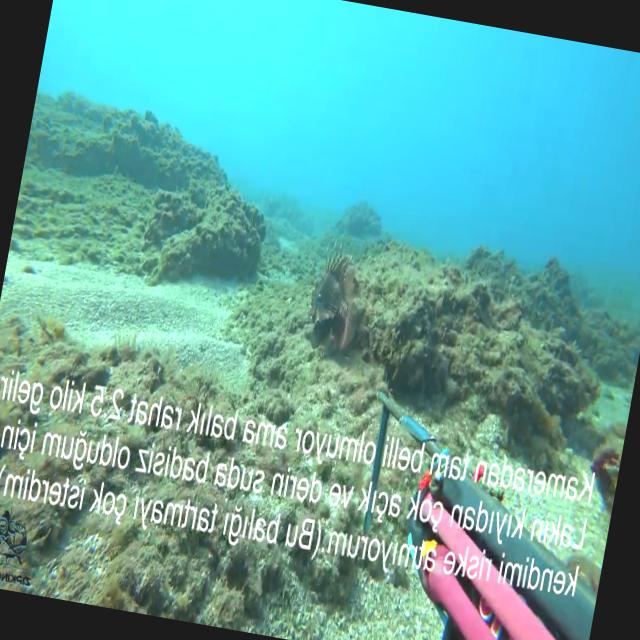 Kameradan tam belli olmuyor ama balık rahat 2.5 kilo gelir
Lakin kıyıdan çok açık ve derin suda badisiz olduğum için
kendimi riske atmıyorum.(Bu balığı tartmayı çok isterdim)